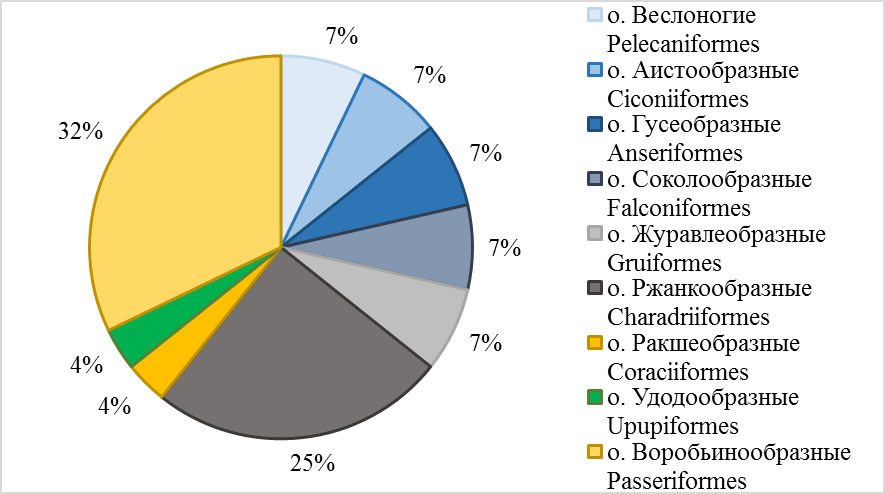 7%
7%
7%
7%
7%
25%
4%
4%
32%
о. Веслоногие
Pelecaniformes
о. Аистообразные
Ciconiiformes
о. Гусеобразные
Anseriformes
о. Соколообразные
Falconiformes
о. Журавлеобразные
Gruiformes
о. Ржанкообразные
Charadriiformes
о. Ракшеобразные
Coraciiformes
о. Удодообразные
Upupiformes
о. Воробьинообразные
Passeriformes